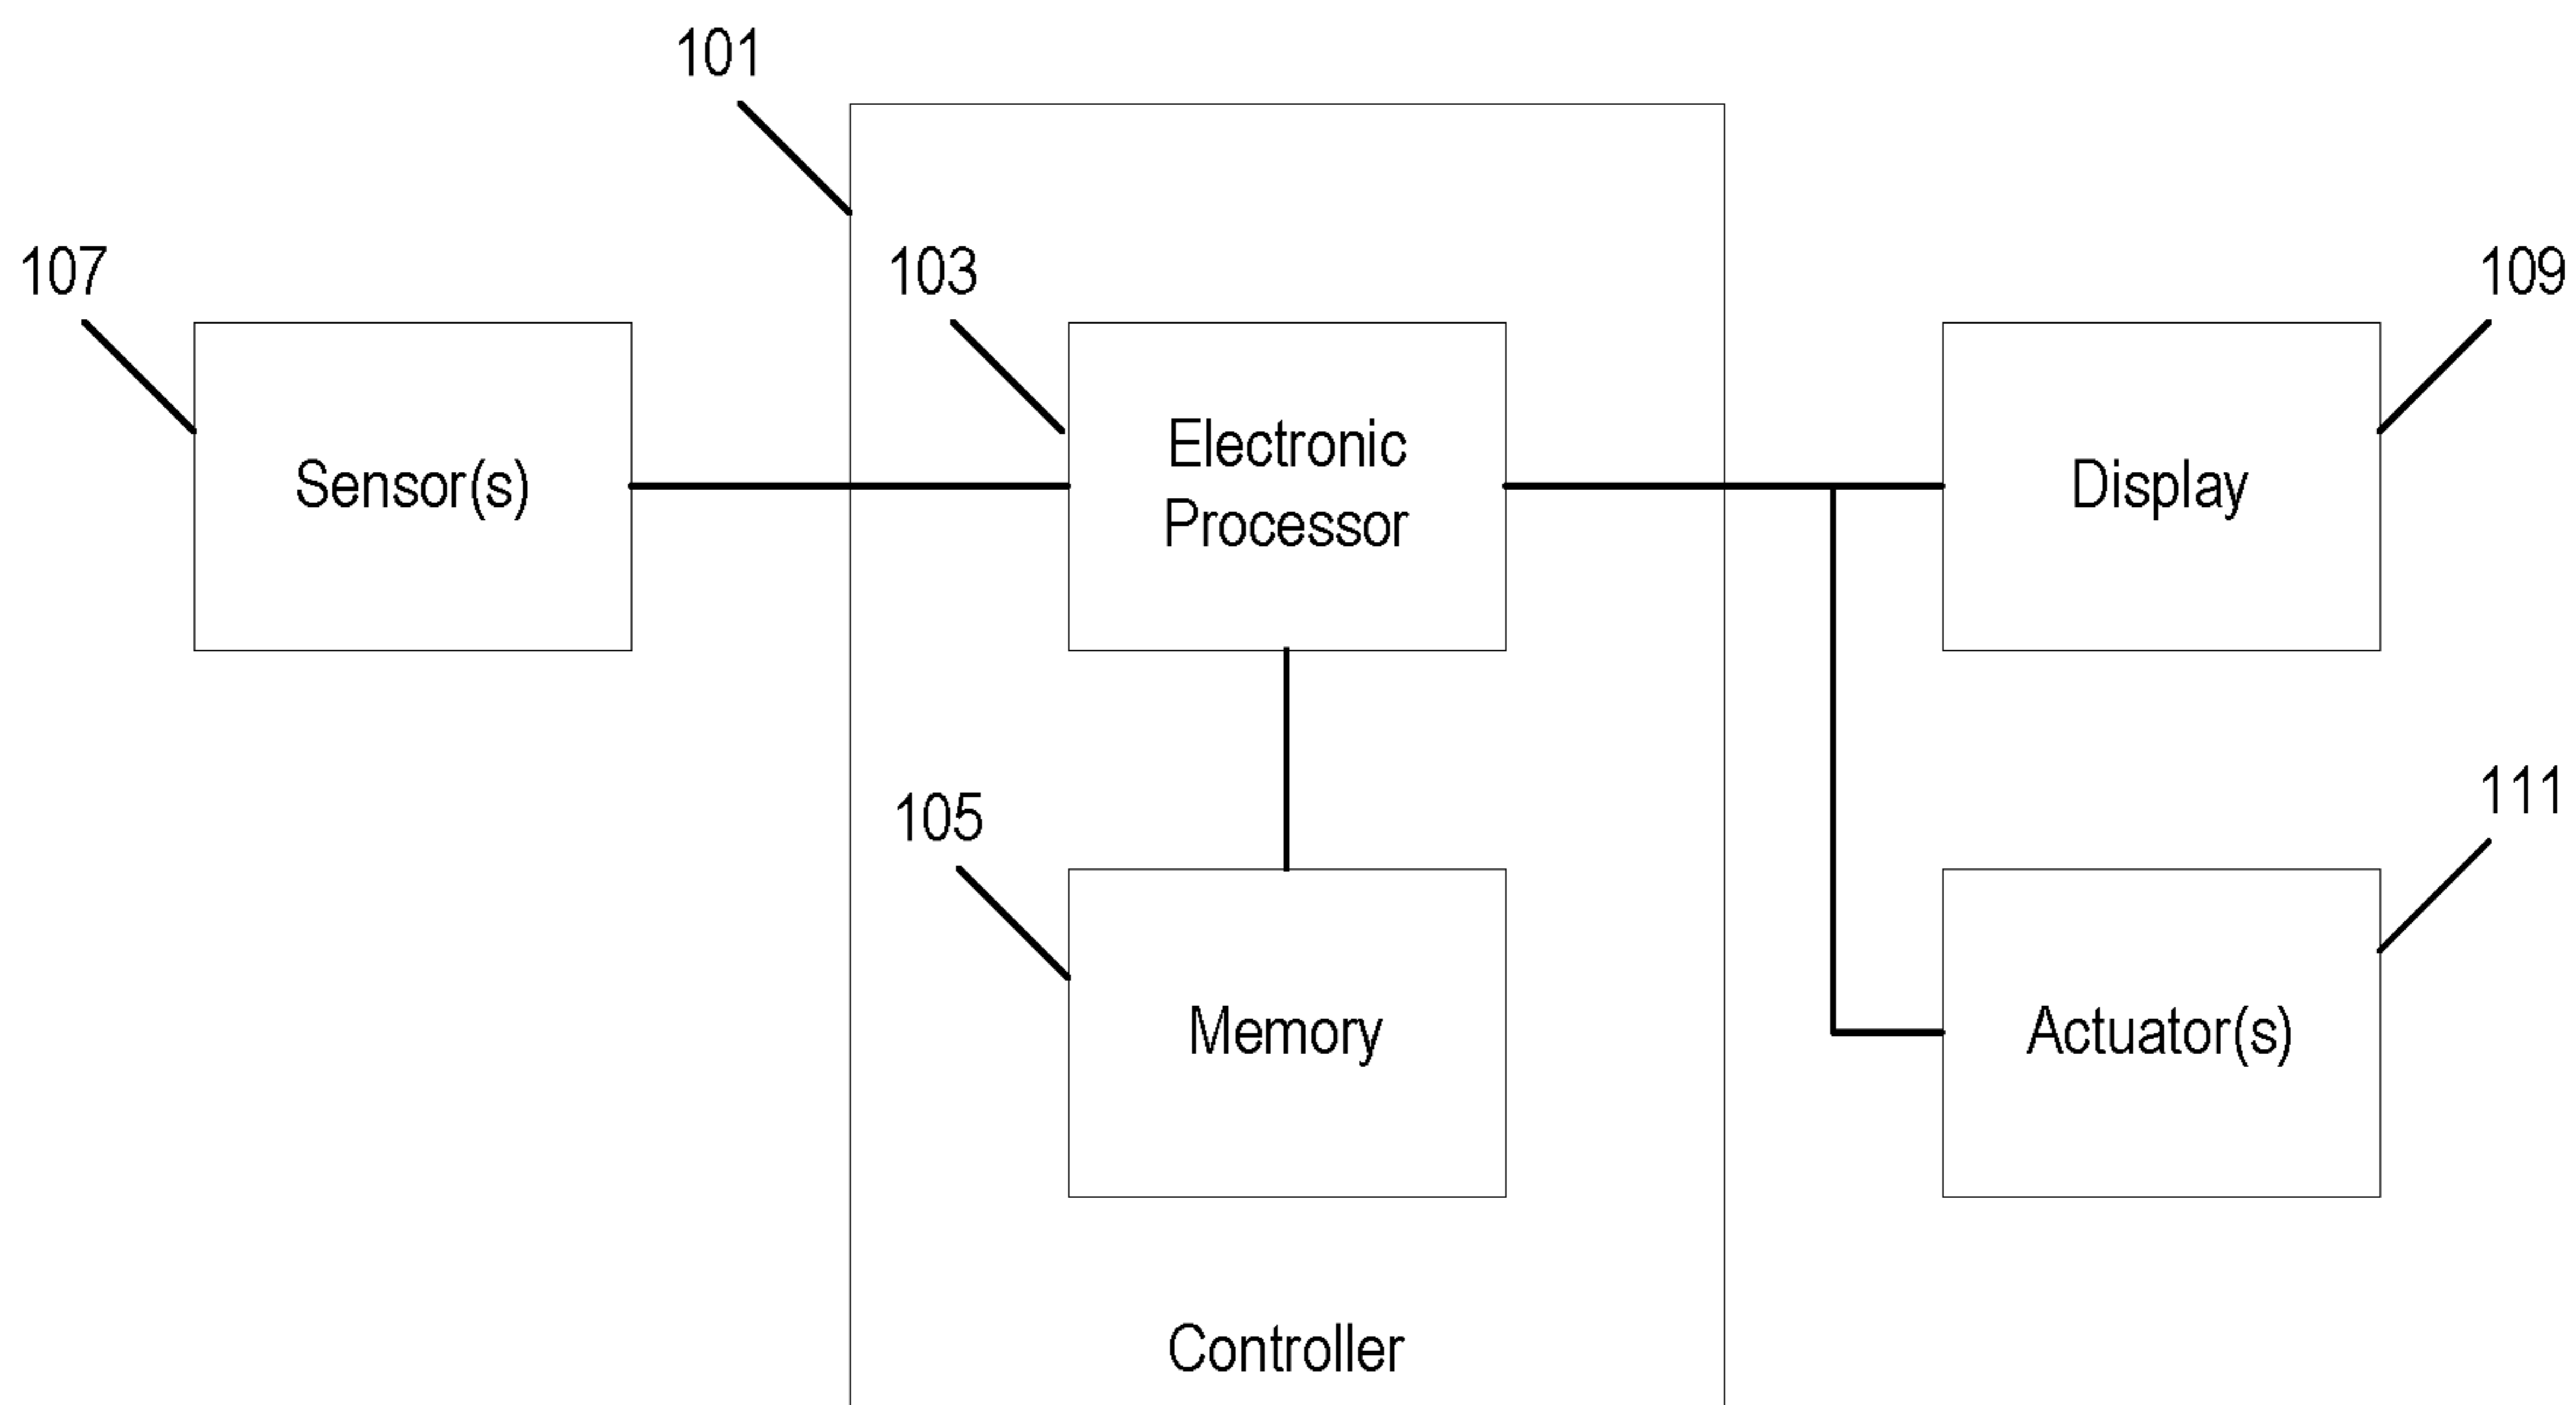 101
107
103
109
Sensor(s)
Electronic
Processor
Display
105
111
Memory
Actuator(s)
Controller